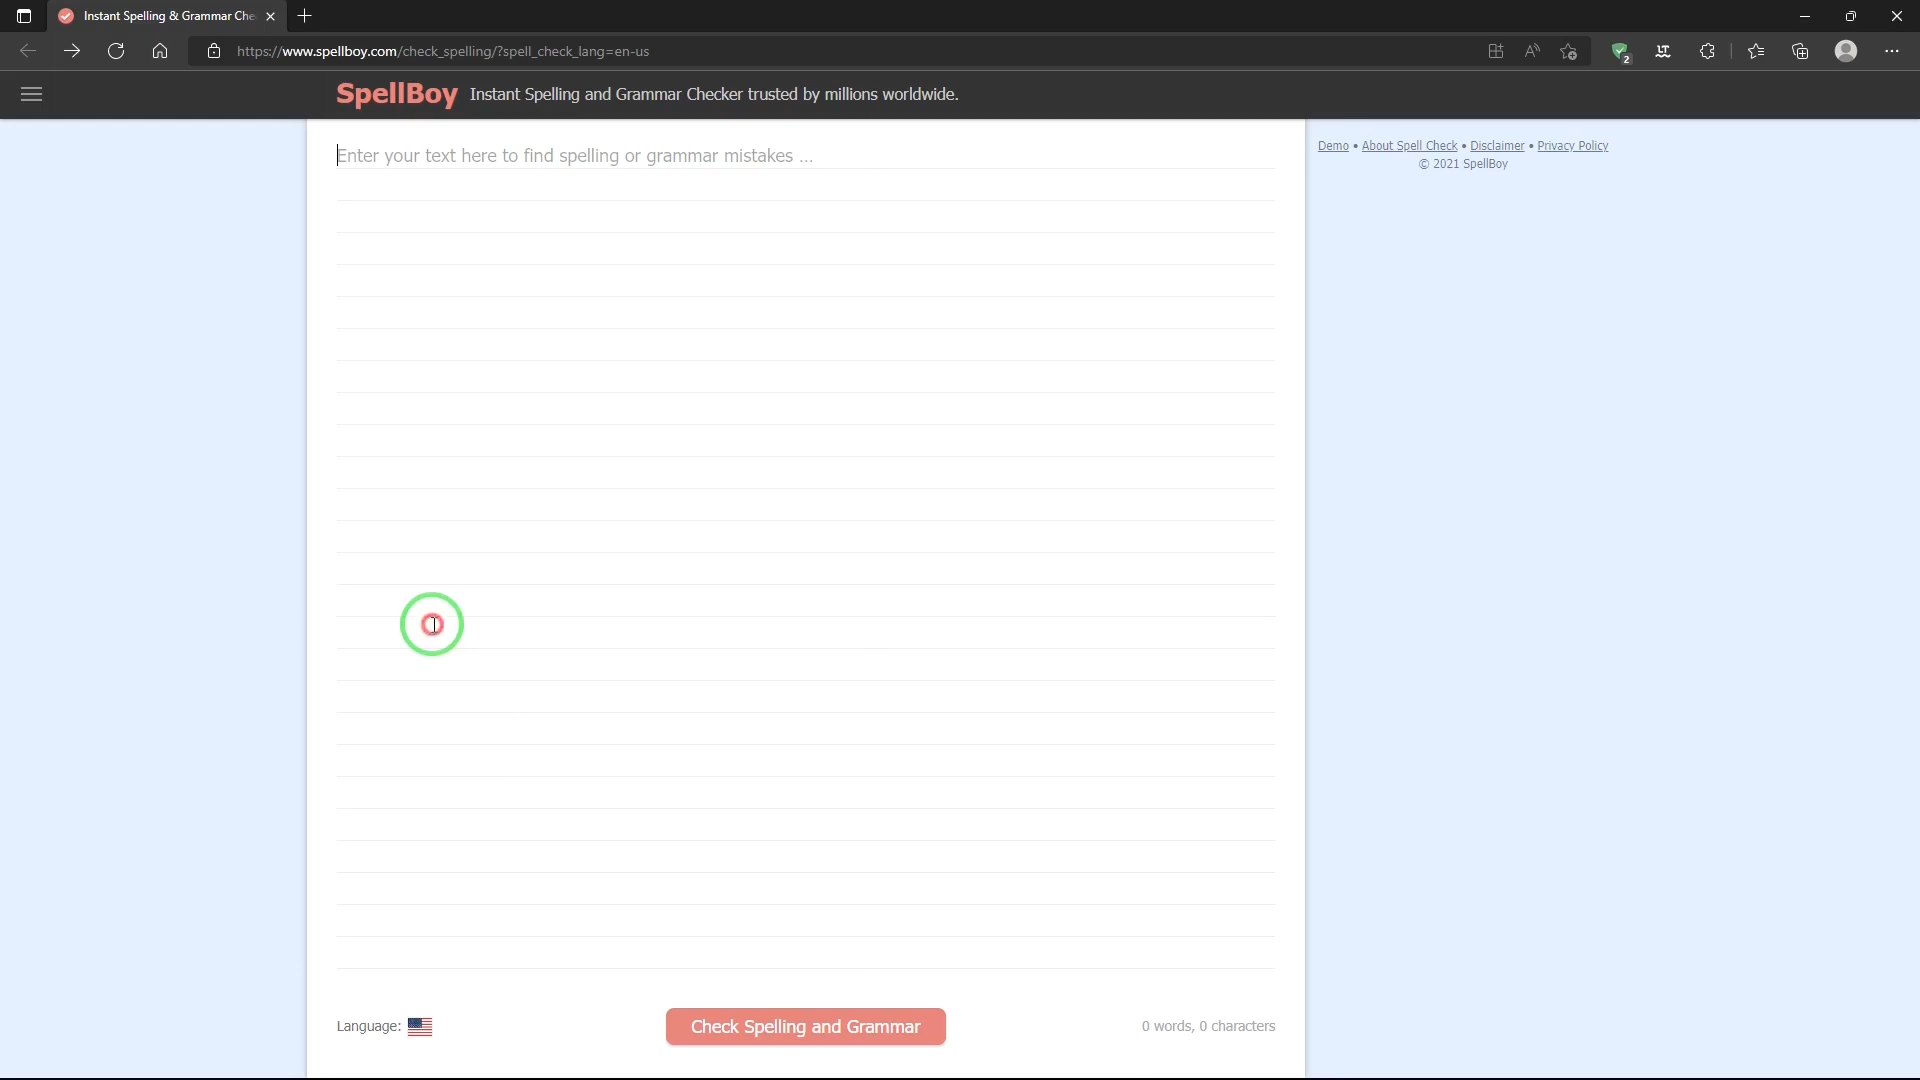 Instant Spelling & Grammar Che
https://www.spellboy.com/check_spelling/?spell_check_lang=en-us
2
SpellBoy Instant Spelling and Grammar Checker trusted by millions worldwide.
Enter your text here to find spelling or grammar mistakes ...
Demo • About Spell Check • Disclaimer • Privacy Policy
© 2021 SpellBoy
Language:
Check Spelling and Grammar
0 words, 0 characters